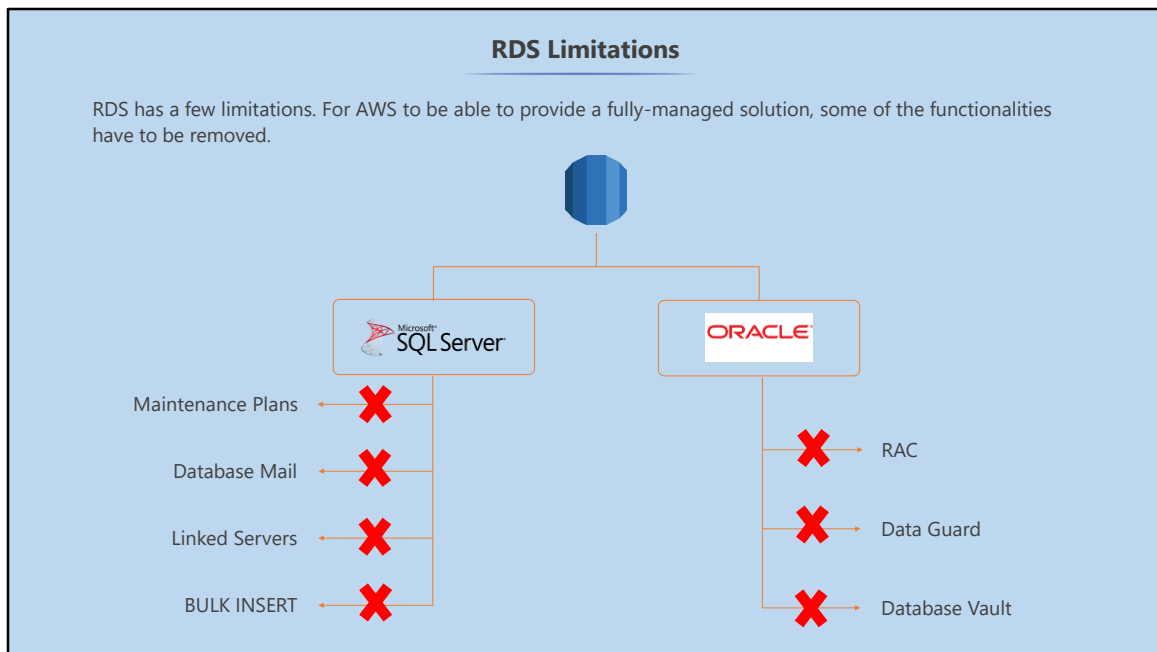 RDS Limitations
RDS has a few limitations. For AWS to be able to provide a fully-managed solution, some of the functionalities
have to be removed.
Microsoft®
SQL Server®
ORACLE®
Maintenance Plans
Database Mail
Linked Servers
BULK INSERT
RAC
Data Guard
Database Vault